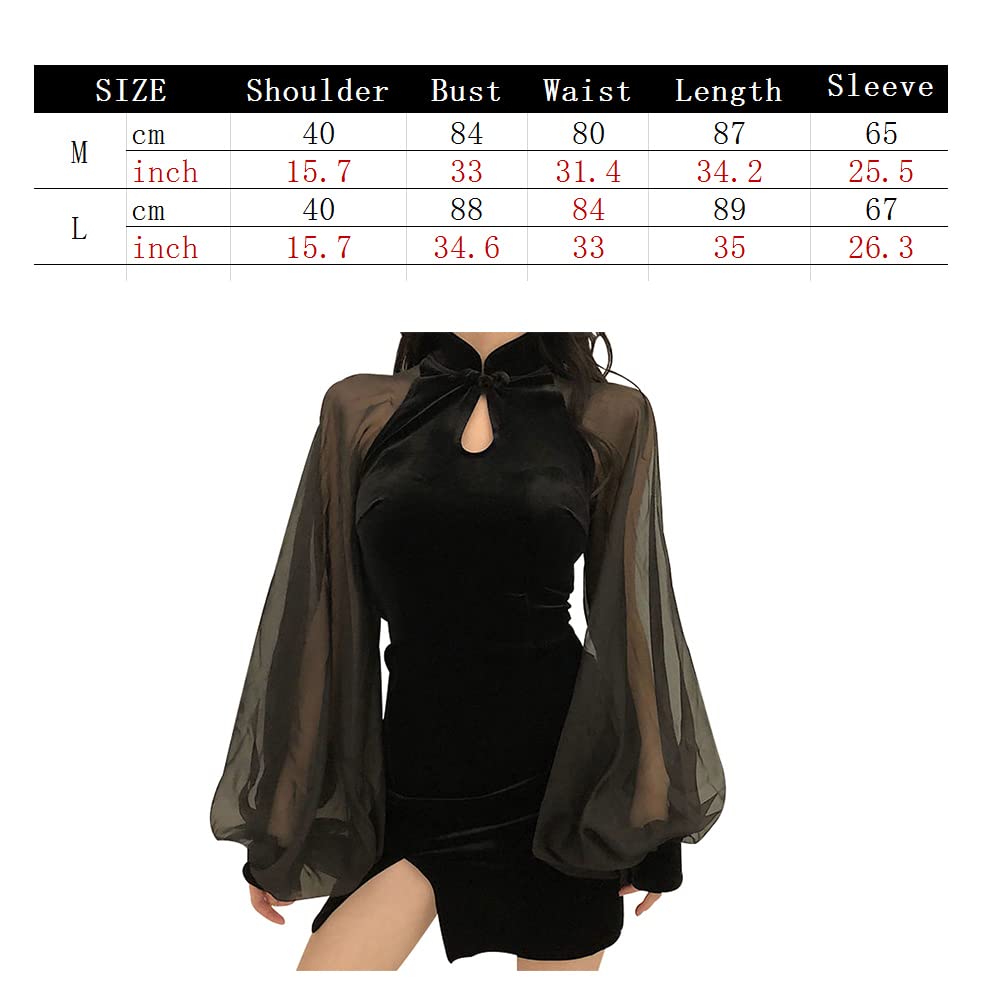 SIZE Shoulder Bust Waist Length Sleeve
M cm 40 84 80 87 65
inch 15.7 33 31.4 34.2 25.5
L cm 40 88 84 89 67
inch 15.7 34.6 33 35 26.3